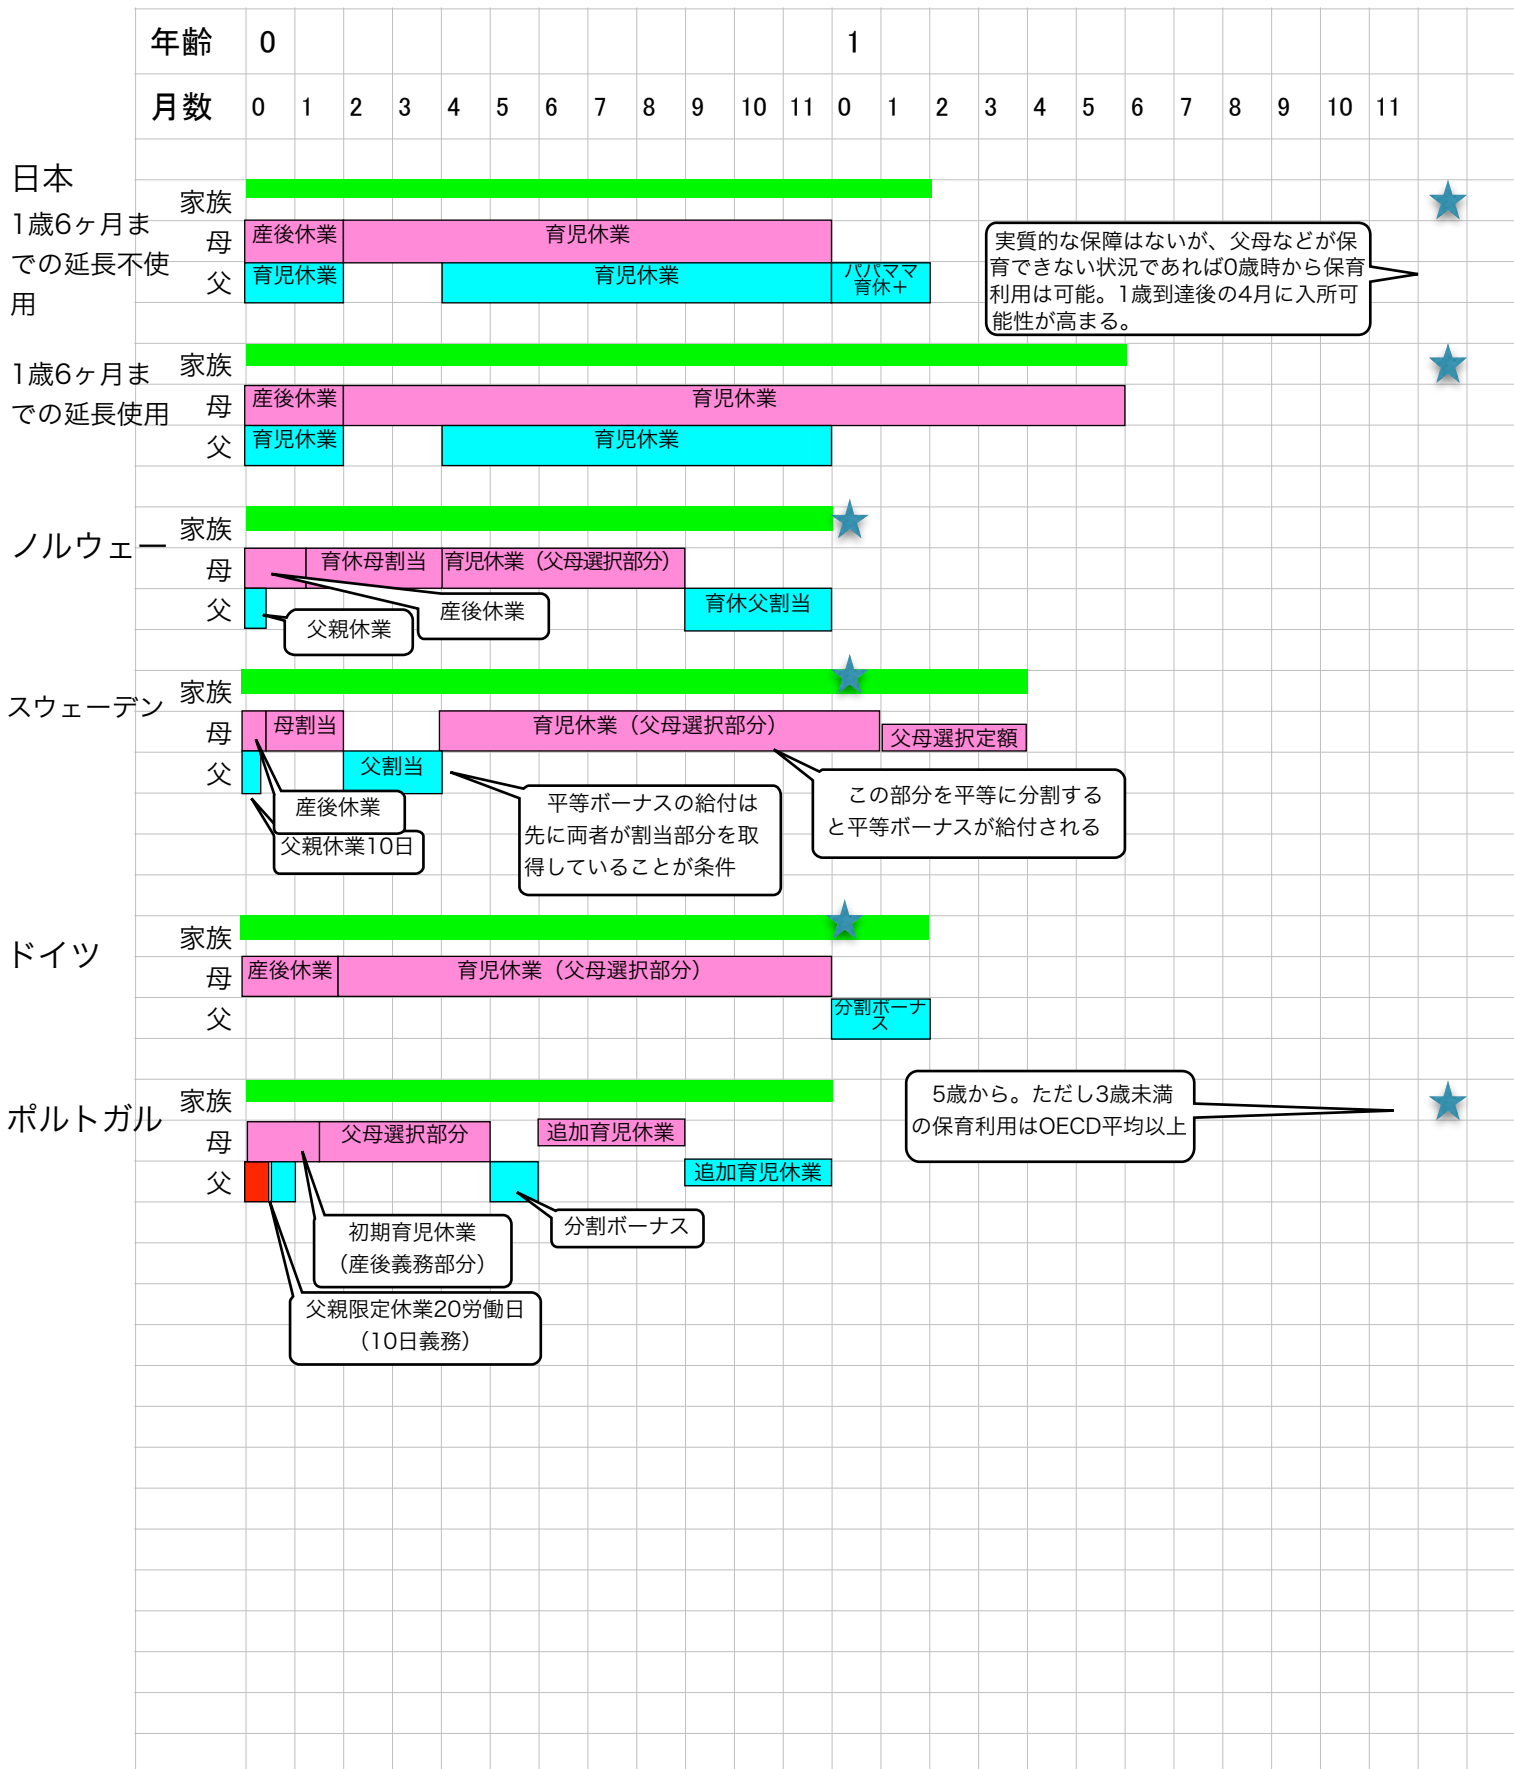 年齢 0 1
月数 0 1 2 3 4 5 6 7 8 10 11 0 1 2 3 4 5 6 7 8 9 10 11
日本
1歳6ヶ月ま
での延長不使
用
家族
母 産後休業 育児休業
父 育児休業 育児休業 パパママ
育休＋
実質的な保障はないが、父母などが保
育できない状況であれば0歳時から保育
利用は可能。1歳到達後の4月に入所可
能性が高まる。
1歳6ヶ月ま
での延長使用
家族
母 産後休業 育児休業
父 育児休業 育児休業
ノルウェー
家族
母 育休母割当 育児休業（父母選択部分）
父 育休父割当
産後休業
父親休業
スウェーデン
家族
母 母割当 育児休業（父母選択部分） 父母選択定額
父 父割当
産後休業
父親休業10日
平等ボーナスの給付は
先に両者が割当部分を取
得していることが条件
この部分を平等に分割する
と平等ボーナスが給付される
ドイツ
家族
母 産後休業 育児休業（父母選択部分）
父 分割ボーナ
ス
ポルトガル
家族
母 父母選択部分 追加育児休業
父 追加育児休業
5歳から。ただし3歳未満
の保育利用はOECD平均以上
初期育児休業
（産後義務部分）
分割ボーナス
父親限定休業20労働日
（10日義務）